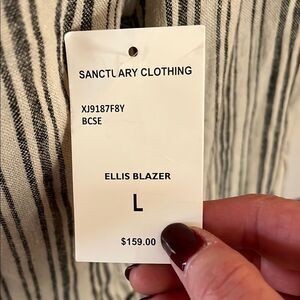 SANCTUARY CLOTHING
XJ9187F8Y
BCSE
ELLIS BLAZER
L
$159.00